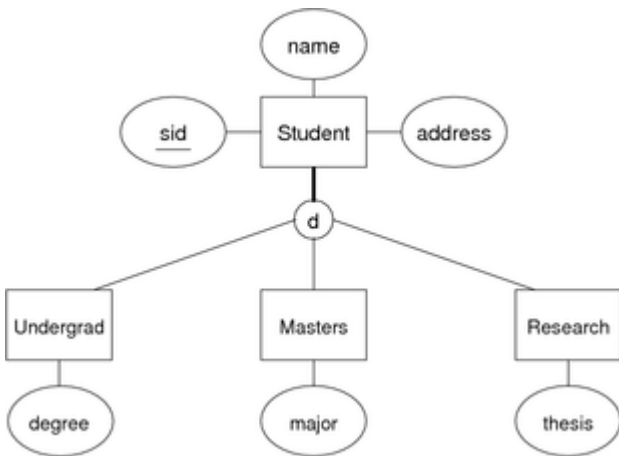 name
sid
Student
address
d
Undergrad
Masters
Research
degree
major
thesis